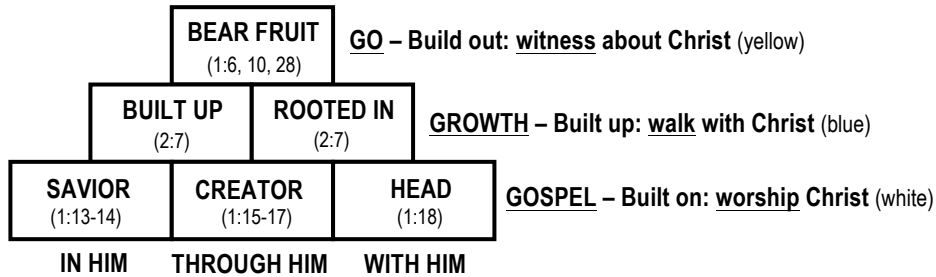 BEAR FRUIT
(1:6, 10, 28)
GO – Build out: witness about Christ (yellow)
BUILT UP
(2:7)
ROOTED IN
(2:7)
GROWTH – Built up: walk with Christ (blue)
SAVIOR
(1:13-14)
CREATOR
(1:15-17)
HEAD
(1:18)
GOSPEL – Built on: worship Christ (white)
IN HIM THROUGH HIM WITH HIM